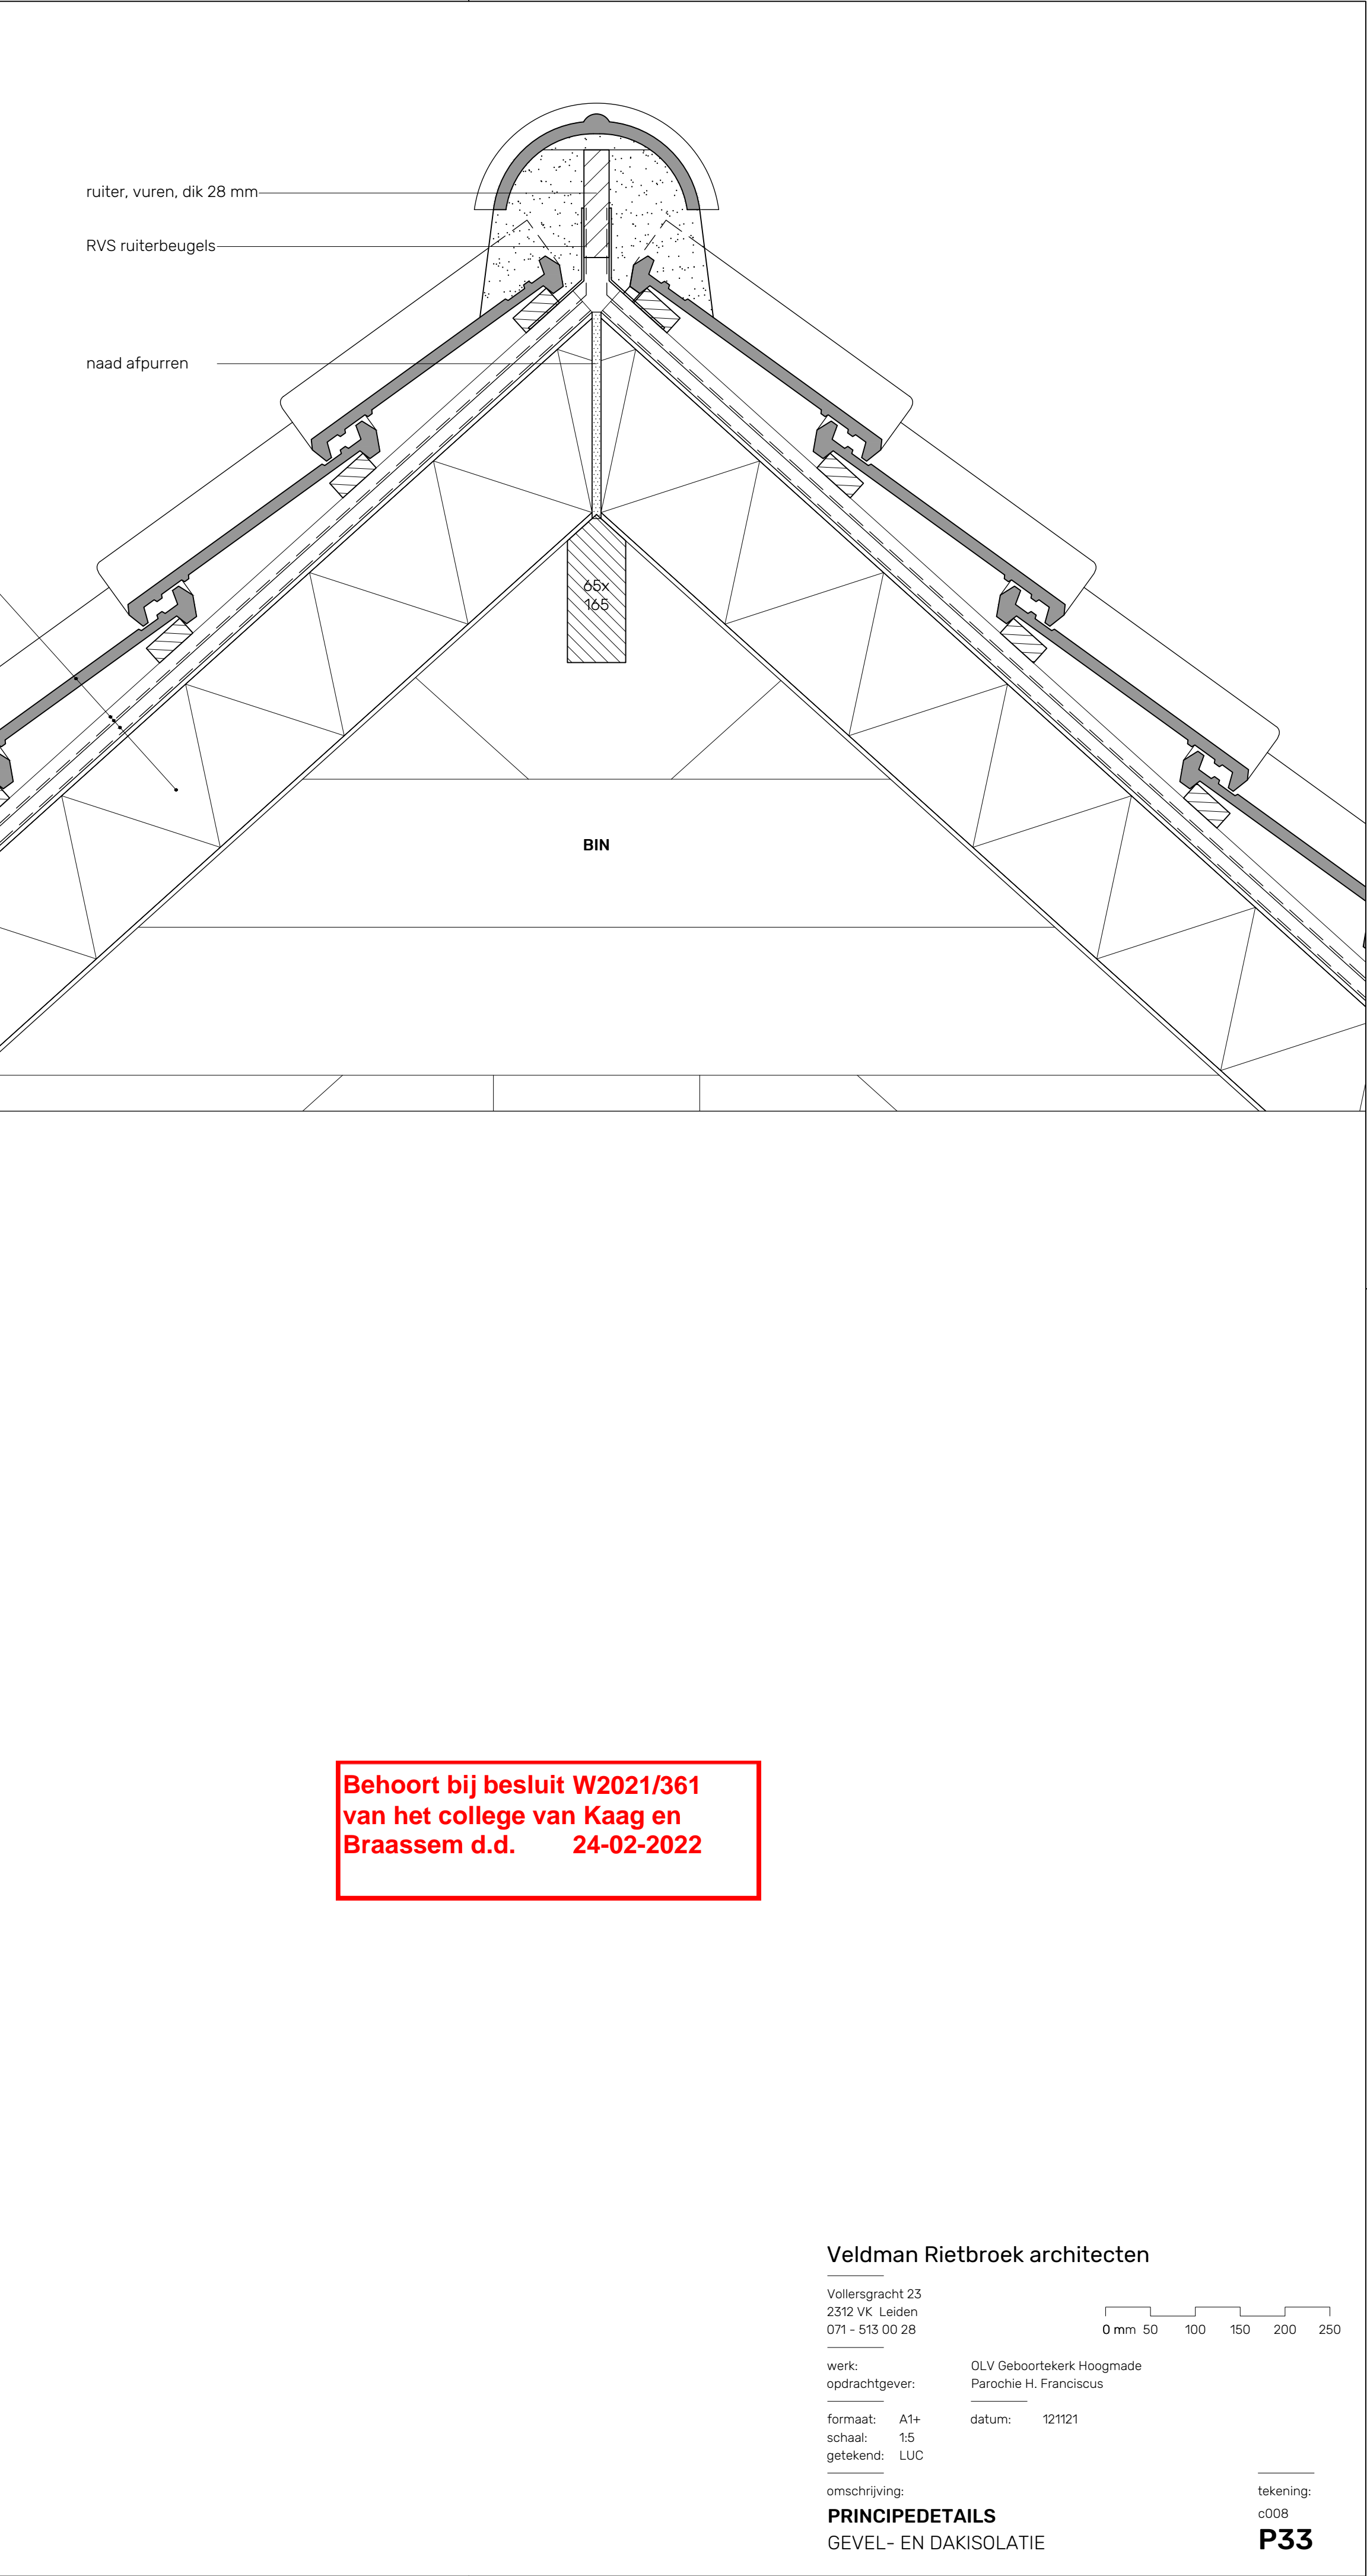 ruiter, vuren, dik 28 mm
RVS ruiterbeugels
naad afpurren
65x
165
BIN
Behoort bij besluit W2021/361
van het college van Kaag en
Braassem d.d. 24-02-2022
Veldman Rietbroek architecten
Vollersgracht 23
2312 VK Leiden
071 - 513 00 28
0 mm 50 100 150 200 250
werk: OLV Geboortekerk Hoogmade
opdrachtgever: Parochie H. Franciscus
formaat: A1+ datum: 121121
schaal: 1:5
getekend: LUC
omschrijving: tekening:
c008
PRINCIPEDETAILS
GEVEL- EN DAKISOLATIE P33